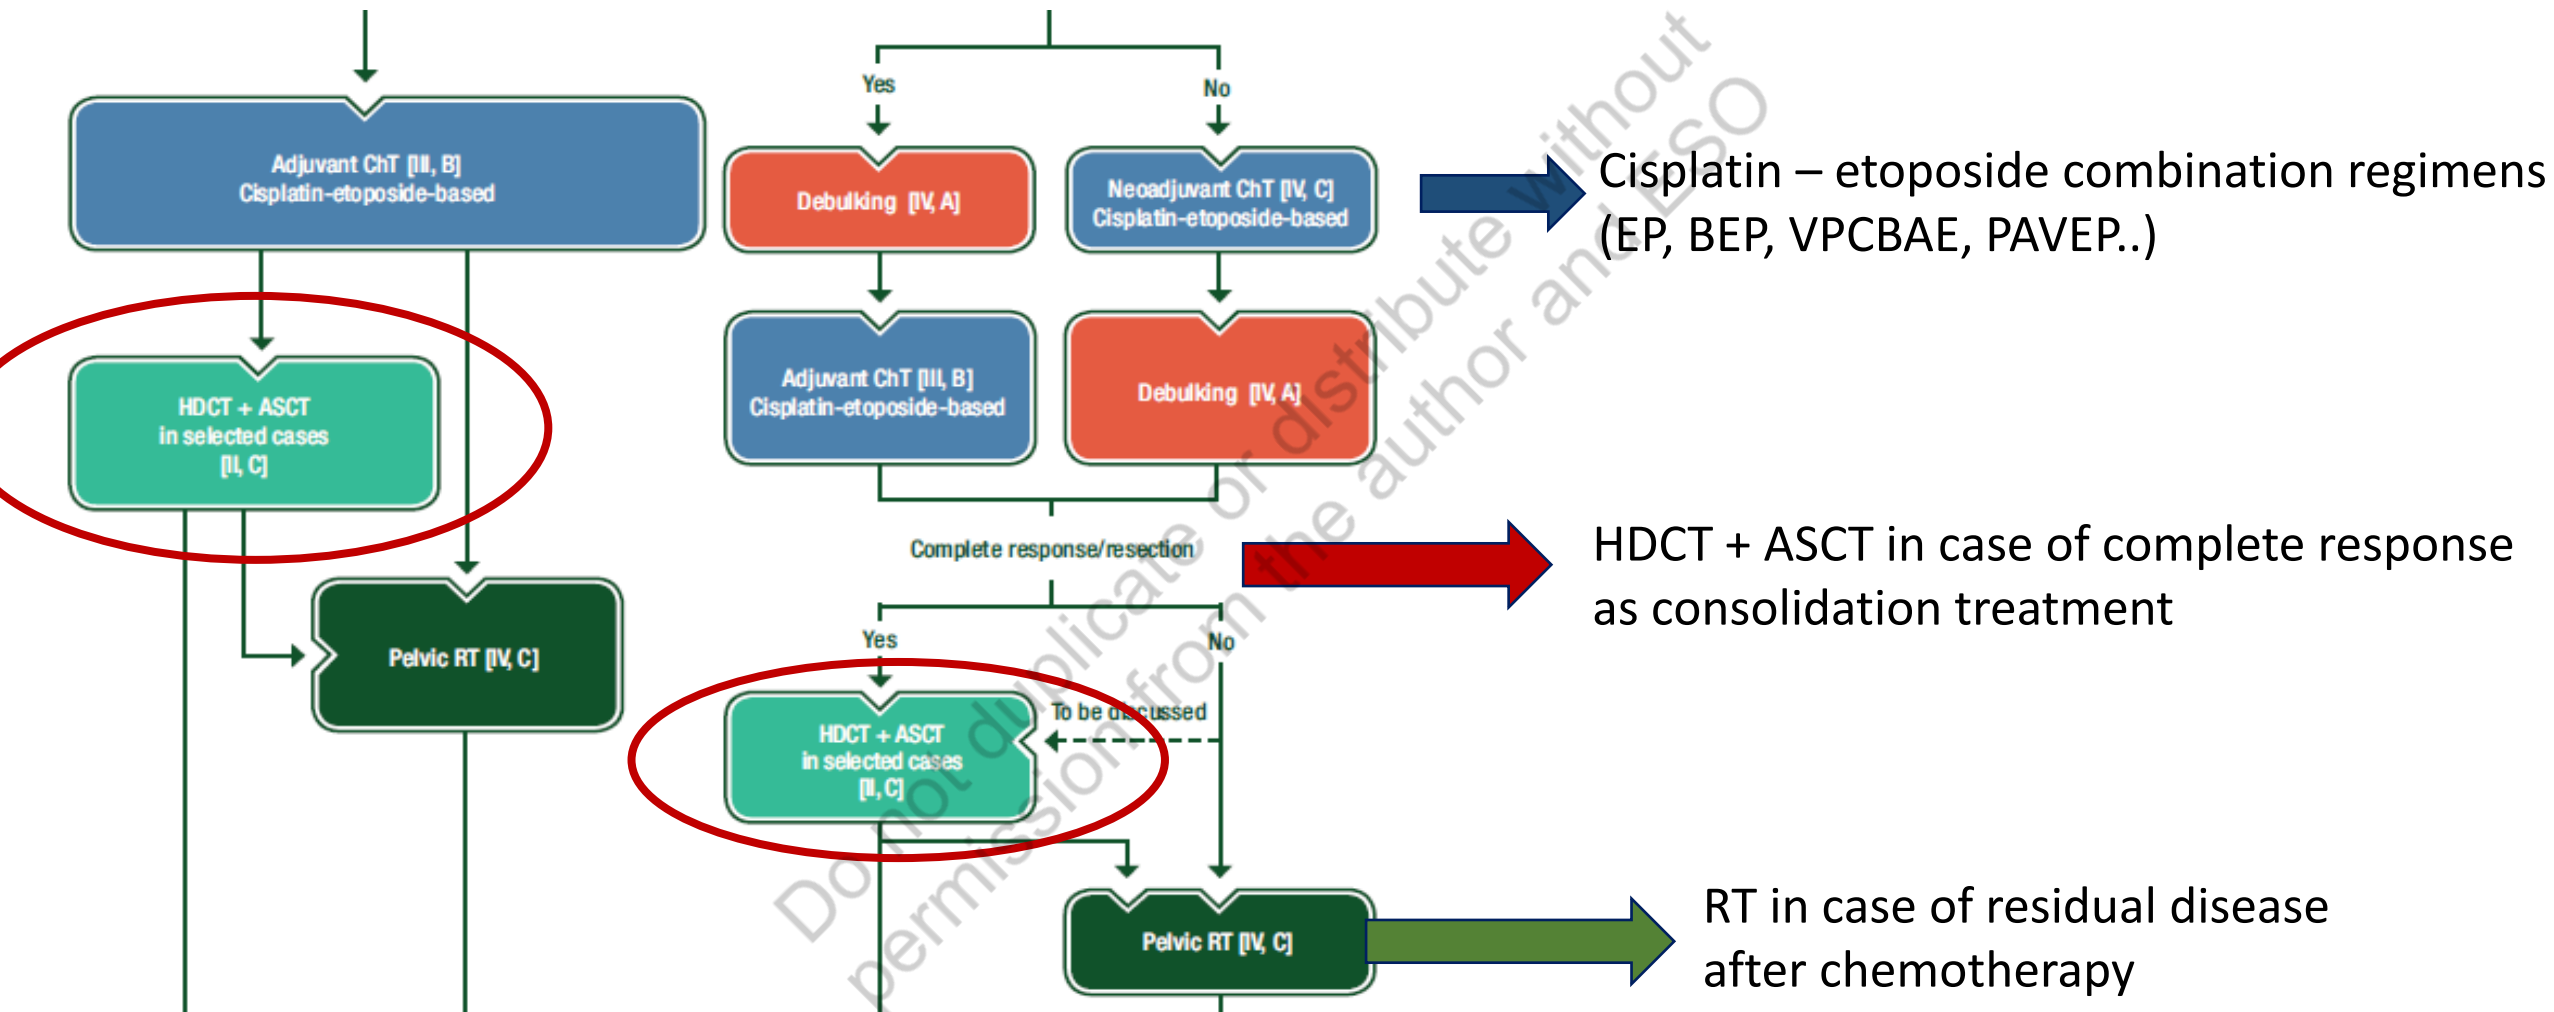 Yes
No
Adjuvant ChT [III, B]
Cisplatin-etoposide-based
Debulking [IV, A]
Neoadjuvant ChT [IV, C]
Cisplatin-etoposide-based
Cisplatin – etoposide combination regimens
(EP, BEP, VPCBAE, PAVEP..)
HDCT + ASCT
in selected cases
[II, C]
Adjuvant ChT [III, B]
Cisplatin-etoposide-based
Debulking [IV, A]
Complete response/resection
HDCT + ASCT in case of complete response
as consolidation treatment
Pelvic RT [IV, C]
Yes
No
To be discussed
HDCT + ASCT
in selected cases
[II, C]
Pelvic RT [IV, C]
RT in case of residual disease
after chemotherapy
Do not duplicate or distribute without
permission from the author and ESO